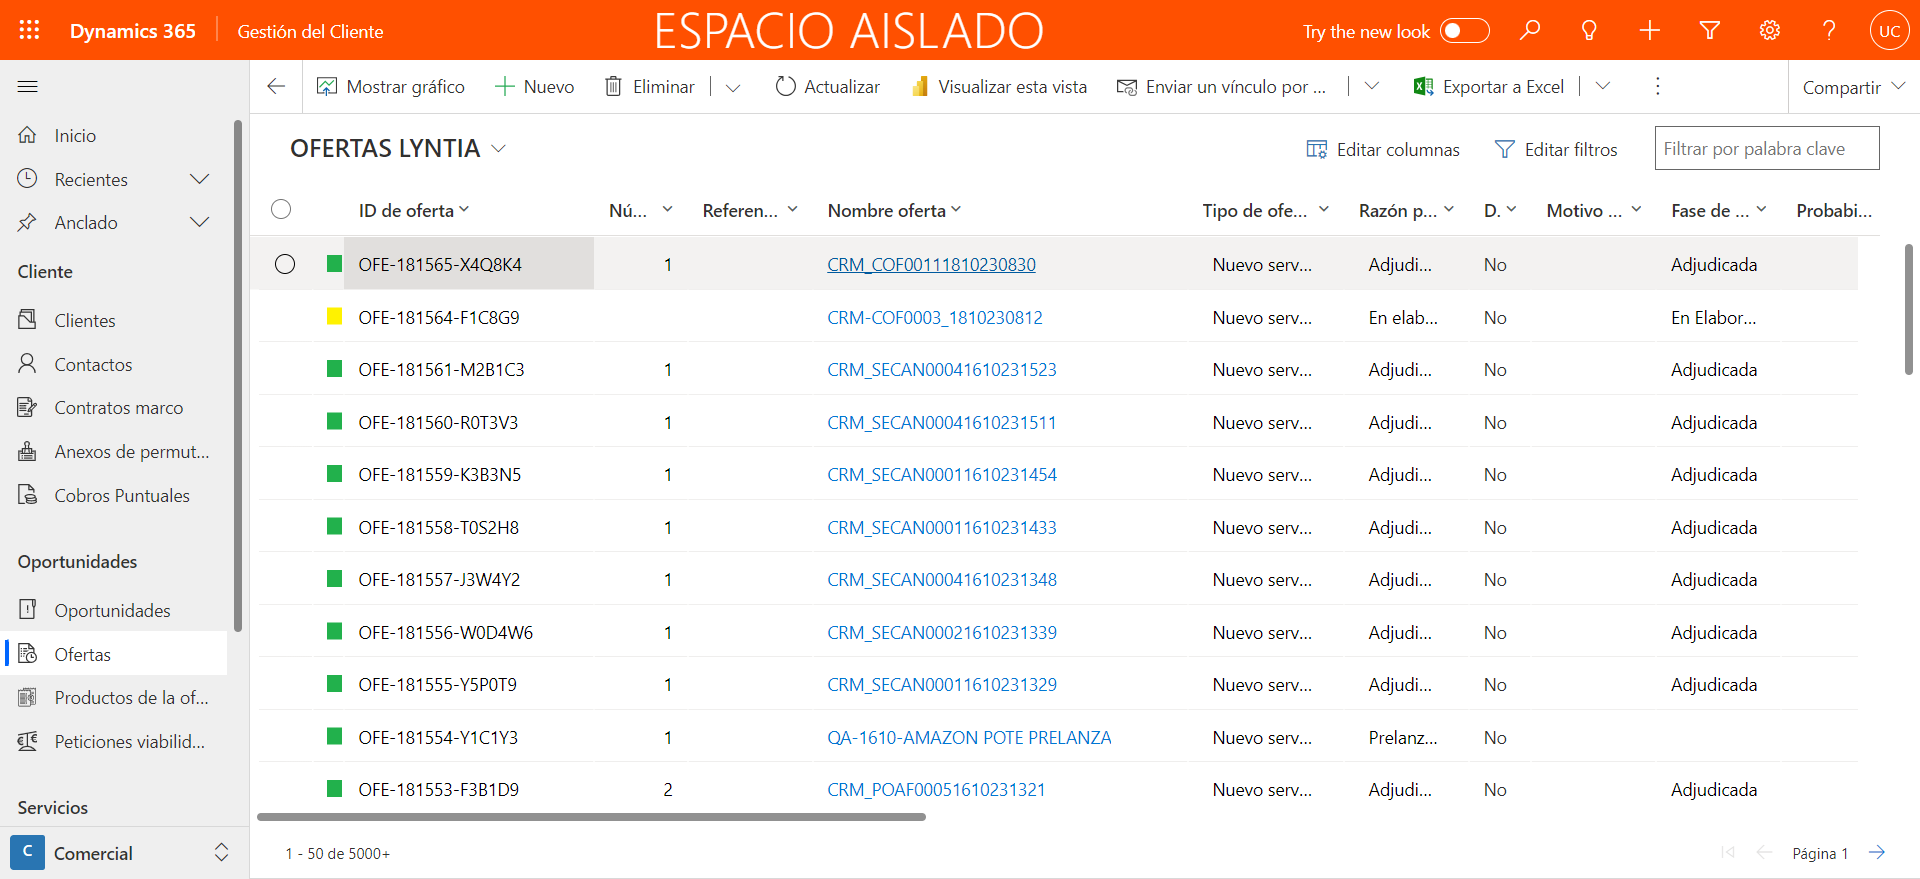 Dynamics 365 Gestión del Cliente ESPACIO AISLADO Try the new look UC
Mostrar gráfico Nuevo Eliminar Actualizar Visualizar esta vista Enviar un vínculo por ... Exportar a Excel Compartir
Inicio
Recientes
Anclado
Cliente
Clientes
Contactos
Contratos marco
Anexos de permut...
Cobros Puntuales
Oportunidades
Oportunidades
Ofertas
Productos de la of...
Peticiones viabilid...
Servicios
C Comercial
OFERTAS LYNTIA Editar columnas Editar filtros Filtrar por palabra clave
ID de oferta Nú... Referen... Nombre oferta Tipo de ofe... Razón p... D. Motivo ... Fase de ... Probabi...
OFE-181565-X4Q8K4 1 CRM_COF00111810230830 Nuevo serv... Adjudi... No Adjudicada
OFE-181564-F1C8G9 CRM-COF0003_1810230812 Nuevo serv... En elab... No En Elabor...
OFE-181561-M2B1C3 1 CRM_SECAN00041610231523 Nuevo serv... Adjudi... No Adjudicada
OFE-181560-R0T3V3 1 CRM_SECAN00041610231511 Nuevo serv... Adjudi... No Adjudicada
OFE-181559-K3B3N5 1 CRM_SECAN00011610231454 Nuevo serv... Adjudi... No Adjudicada
OFE-181558-T0S2H8 1 CRM_SECAN00011610231433 Nuevo serv... Adjudi... No Adjudicada
OFE-181557-J3W4Y2 1 CRM_SECAN00041610231348 Nuevo serv... Adjudi... No Adjudicada
OFE-181556-W0D4W6 1 CRM_SECAN00021610231339 Nuevo serv... Adjudi... No Adjudicada
OFE-181555-Y5P0T9 1 CRM_SECAN00011610231329 Nuevo serv... Adjudi... No Adjudicada
OFE-181554-Y1C1Y3 1 QA-1610-AMAZON POTE PRELANZA Nuevo serv... Prelanz... No
OFE-181553-F3B1D9 2 CRM_POAF00051610231321 Nuevo serv... Adjudi... No Adjudicada
1 - 50 de 5000+ Página 1